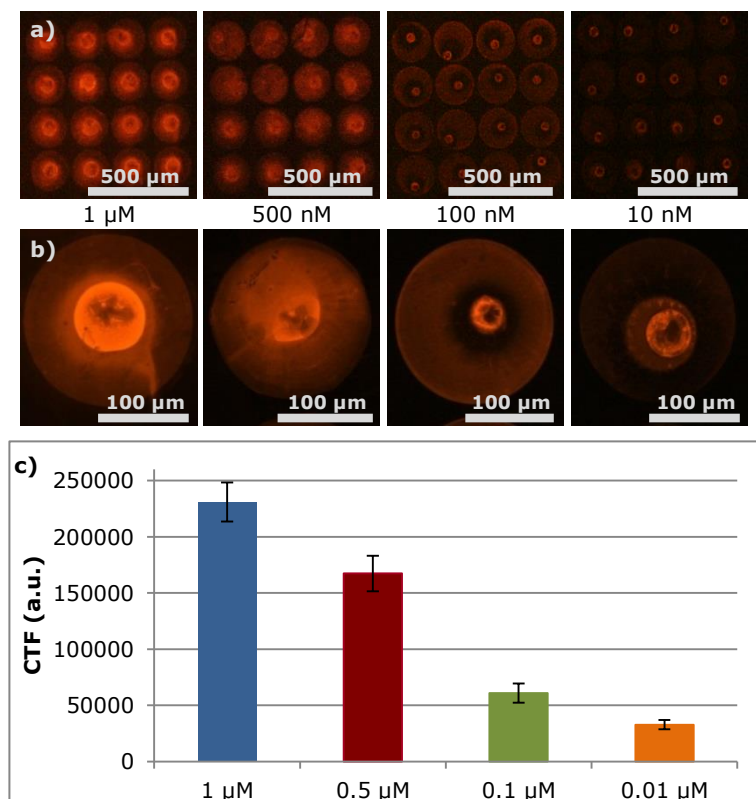 a)
500 µm 500 µm 500 µm 500 µm
1 µM 500 nM 100 nM 10 nM
b)
100 µm 100 µm 100 µm 100 µm
c)
CTF (a.u.)
250000
200000
150000
100000
50000
0
1 µM 0.5 µM 0.1 µM 0.01 µM